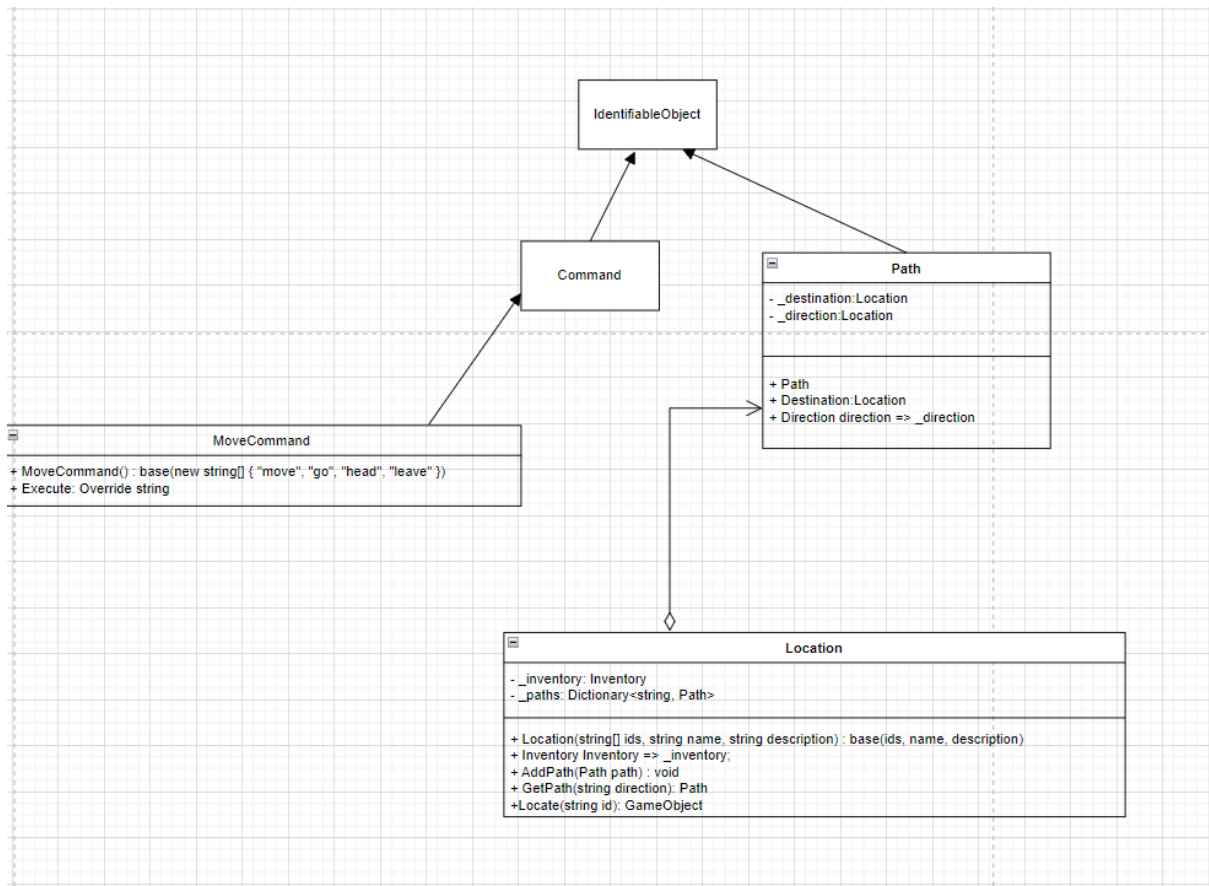 IdentifiableObject
Command
Path
- _destination:Location
- _direction:Location
+ Path
+ Destination:Location
+ Direction direction => _direction
MoveCommand
+ MoveCommand() : base(new string[] { "move", "go", "head", "leave" })
+ Execute: Override string
Location
- _inventory: Inventory
- _paths: Dictionary<string, Path>
+ Location(string[] ids, string name, string description) : base(ids, name, description)
+ Inventory Inventory => _inventory;
+ AddPath(Path path) : void
+ GetPath(string direction): Path
+Locate(string id): GameObject